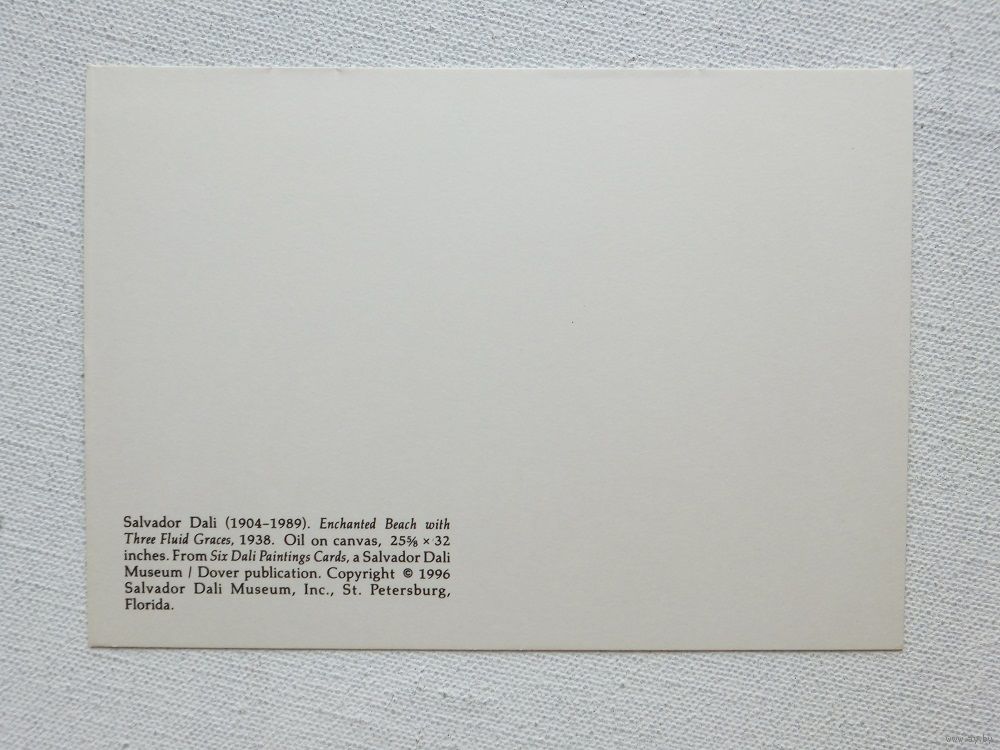 Salvador Dali (1904–1989). Enchanted Beach with
Three Fluid Graces, 1938. Oil on canvas, 25⅝ × 32
inches. From Six Dali Paintings Cards, a Salvador Dali
Museum / Dover publication. Copyright © 1996
Salvador Dali Museum, Inc., St. Petersburg,
Florida.